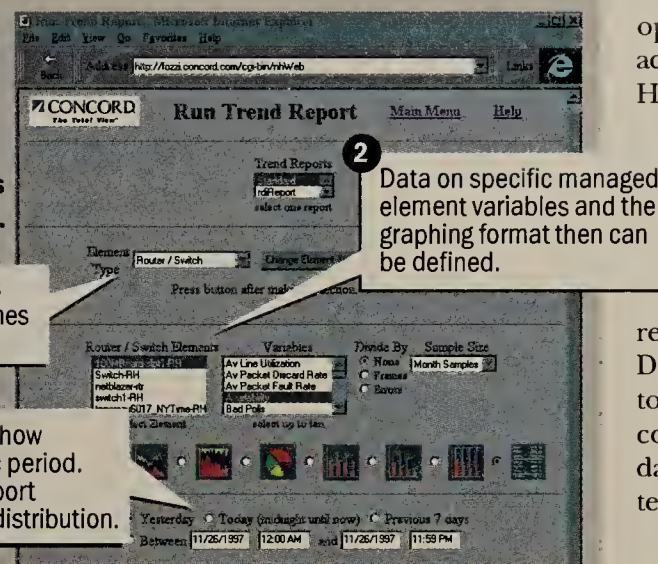 Run Trend Report - Microsoft Internet Explorer
File Edit View Go Favorites Help
Back
Address http://fozzi.concord.com/cgi-bin/nhWeb
Links
CONCORD
The Total View
Run Trend Report
Main Menu
Help
Trend Reports
Standard
rdiReport
select one report
2
Data on specific managed
element variables and the
graphing format then can
be defined.
Element
Type
Router / Switch
Change Element
Press button after
Router / Switch Elements
Variables
Divide By
Sample Size
Switch-RH
netblazer-rtr
switch1-RH
6017_NYTime-RH
Av Line Utilization
Av Packet Discard Rate
Av Packet Fault Rate
Availability
Bad Polls
select up to ten
None
Frames
Errors
Month Samples
Element
how
period.
port
distribution.
Yesterday
Today (midnight until now)
Previous 7 days
Between 11/26/1997 12:00 AM and 11/26/1997 11:59 PM
op
ac
H
re
D
to
co
da
te